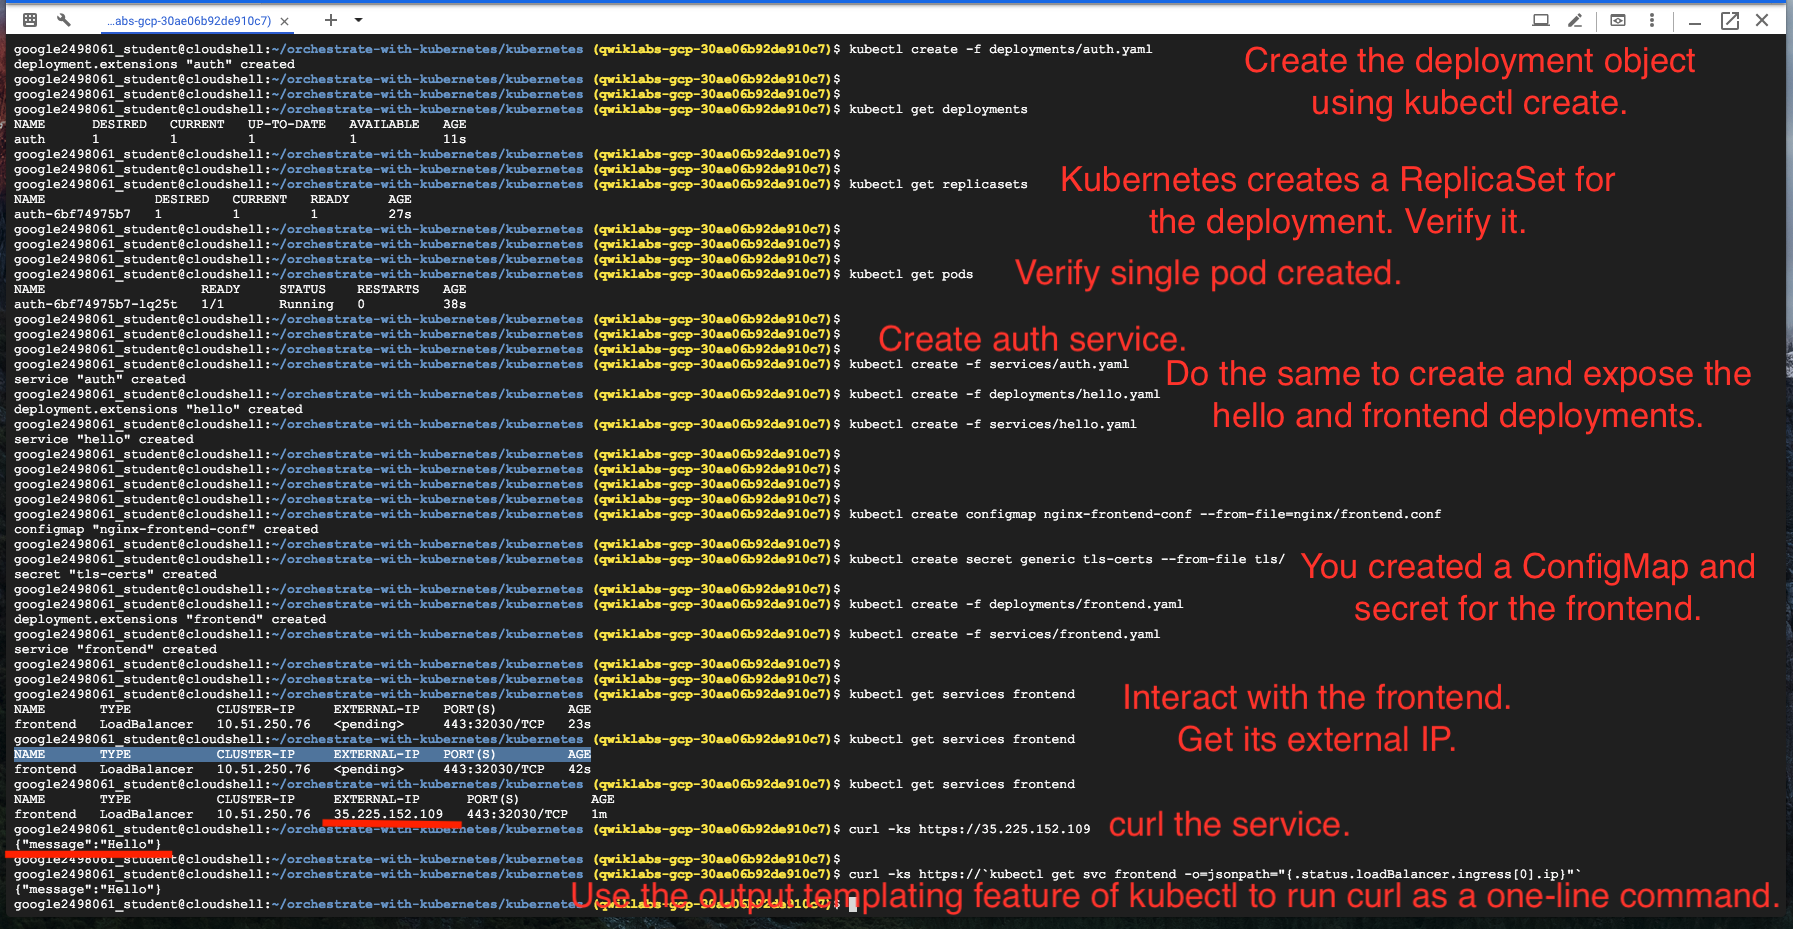 ...abs-gcp-30ae06b92de910c7)
google2498061_student@cloudshell:~/orchestrate-with-kubernetes/kubernetes (qwiklabs-gcp-30ae06b92de910c7)$ kubectl create -f deployments/auth.yaml
deployment.extensions "auth" created
Create the deployment object
using kubectl create.
google2498061_student@cloudshell:~/orchestrate-with-kubernetes/kubernetes (qwiklabs-gcp-30ae06b92de910c7)$
google2498061_student@cloudshell:~/orchestrate-with-kubernetes/kubernetes (qwiklabs-gcp-30ae06b92de910c7)$
google2498061_student@cloudshell:~/orchestrate-with-kubernetes/kubernetes (qwiklabs-gcp-30ae06b92de910c7)$ kubectl get deployments
NAME DESIRED CURRENT UP-TO-DATE AVAILABLE AGE
auth 1 1 1 1 11s
google2498061_student@cloudshell:~/orchestrate-with-kubernetes/kubernetes (qwiklabs-gcp-30ae06b92de910c7)$
google2498061_student@cloudshell:~/orchestrate-with-kubernetes/kubernetes (qwiklabs-gcp-30ae06b92de910c7)$
google2498061_student@cloudshell:~/orchestrate-with-kubernetes/kubernetes (qwiklabs-gcp-30ae06b92de910c7)$ kubectl get replicasets
Kubernetes creates a ReplicaSet for
the deployment. Verify it.
NAME DESIRED CURRENT READY AGE
auth-6bf74975b7 1 1 1 27s
google2498061_student@cloudshell:~/orchestrate-with-kubernetes/kubernetes (qwiklabs-gcp-30ae06b92de910c7)$
google2498061_student@cloudshell:~/orchestrate-with-kubernetes/kubernetes (qwiklabs-gcp-30ae06b92de910c7)$
google2498061_student@cloudshell:~/orchestrate-with-kubernetes/kubernetes (qwiklabs-gcp-30ae06b92de910c7)$
google2498061_student@cloudshell:~/orchestrate-with-kubernetes/kubernetes (qwiklabs-gcp-30ae06b92de910c7)$ kubectl get pods
Verify single pod created.
NAME READY STATUS RESTARTS AGE
auth-6bf74975b7-lq25t 1/1 Running 0 38s
google2498061_student@cloudshell:~/orchestrate-with-kubernetes/kubernetes (qwiklabs-gcp-30ae06b92de910c7)$
google2498061_student@cloudshell:~/orchestrate-with-kubernetes/kubernetes (qwiklabs-gcp-30ae06b92de910c7)$
google2498061_student@cloudshell:~/orchestrate-with-kubernetes/kubernetes (qwiklabs-gcp-30ae06b92de910c7)$
Create auth service.
google2498061_student@cloudshell:~/orchestrate-with-kubernetes/kubernetes (qwiklabs-gcp-30ae06b92de910c7)$ kubectl create -f services/auth.yaml
service "auth" created
Do the same to create and expose the
hello and frontend deployments.
google2498061_student@cloudshell:~/orchestrate-with-kubernetes/kubernetes (qwiklabs-gcp-30ae06b92de910c7)$ kubectl create -f deployments/hello.yaml
deployment.extensions "hello" created
google2498061_student@cloudshell:~/orchestrate-with-kubernetes/kubernetes (qwiklabs-gcp-30ae06b92de910c7)$ kubectl create -f services/hello.yaml
service "hello" created
google2498061_student@cloudshell:~/orchestrate-with-kubernetes/kubernetes (qwiklabs-gcp-30ae06b92de910c7)$
google2498061_student@cloudshell:~/orchestrate-with-kubernetes/kubernetes (qwiklabs-gcp-30ae06b92de910c7)$
google2498061_student@cloudshell:~/orchestrate-with-kubernetes/kubernetes (qwiklabs-gcp-30ae06b92de910c7)$
google2498061_student@cloudshell:~/orchestrate-with-kubernetes/kubernetes (qwiklabs-gcp-30ae06b92de910c7)$
google2498061_student@cloudshell:~/orchestrate-with-kubernetes/kubernetes (qwiklabs-gcp-30ae06b92de910c7)$ kubectl create configmap nginx-frontend-conf --from-file=nginx/frontend.conf
configmap "nginx-frontend-conf" created
google2498061_student@cloudshell:~/orchestrate-with-kubernetes/kubernetes (qwiklabs-gcp-30ae06b92de910c7)$
google2498061_student@cloudshell:~/orchestrate-with-kubernetes/kubernetes (qwiklabs-gcp-30ae06b92de910c7)$ kubectl create secret generic tls-certs --from-file tls/
secret "tls-certs" created
You created a ConfigMap and
secret for the frontend.
google2498061_student@cloudshell:~/orchestrate-with-kubernetes/kubernetes (qwiklabs-gcp-30ae06b92de910c7)$
google2498061_student@cloudshell:~/orchestrate-with-kubernetes/kubernetes (qwiklabs-gcp-30ae06b92de910c7)$ kubectl create -f deployments/frontend.yaml
deployment.extensions "frontend" created
google2498061_student@cloudshell:~/orchestrate-with-kubernetes/kubernetes (qwiklabs-gcp-30ae06b92de910c7)$ kubectl create -f services/frontend.yaml
service "frontend" created
google2498061_student@cloudshell:~/orchestrate-with-kubernetes/kubernetes (qwiklabs-gcp-30ae06b92de910c7)$
google2498061_student@cloudshell:~/orchestrate-with-kubernetes/kubernetes (qwiklabs-gcp-30ae06b92de910c7)$
google2498061_student@cloudshell:~/orchestrate-with-kubernetes/kubernetes (qwiklabs-gcp-30ae06b92de910c7)$ kubectl get services frontend
Interact with the frontend.
Get its external IP.
NAME TYPE CLUSTER-IP EXTERNAL-IP PORT(S) AGE
frontend LoadBalancer 10.51.250.76 <pending> 443:32030/TCP 23s
google2498061_student@cloudshell:~/orchestrate-with-kubernetes/kubernetes (qwiklabs-gcp-30ae06b92de910c7)$ kubectl get services frontend
NAME TYPE CLUSTER-IP EXTERNAL-IP PORT(S) AGE
frontend LoadBalancer 10.51.250.76 <pending> 443:32030/TCP 42s
google2498061_student@cloudshell:~/orchestrate-with-kubernetes/kubernetes (qwiklabs-gcp-30ae06b92de910c7)$ kubectl get services frontend
NAME TYPE CLUSTER-IP EXTERNAL-IP PORT(S) AGE
frontend LoadBalancer 10.51.250.76 35.225.152.109 443:32030/TCP 1m
google2498061_student@cloudshell:~/orchestrate-with-kubernetes/kubernetes (qwiklabs-gcp-30ae06b92de910c7)$ curl -ks https://35.225.152.109
curl the service.
{"message":"Hello"}
google2498061_student@cloudshell:~/orchestrate-with-kubernetes/kubernetes (qwiklabs-gcp-30ae06b92de910c7)$
google2498061_student@cloudshell:~/orchestrate-with-kubernetes/kubernetes (qwiklabs-gcp-30ae06b92de910c7)$ curl -ks https://`kubectl get svc frontend -o=jsonpath="{.status.loadBalancer.ingress[0].ip}"`
{"message":"Hello"}
Use the output templating feature of kubectl to run curl as a one-line command.
google2498061_student@cloudshell:~/orchestrate-with-kubernetes/kubernetes (qwiklabs-gcp-30ae06b92de910c7)$